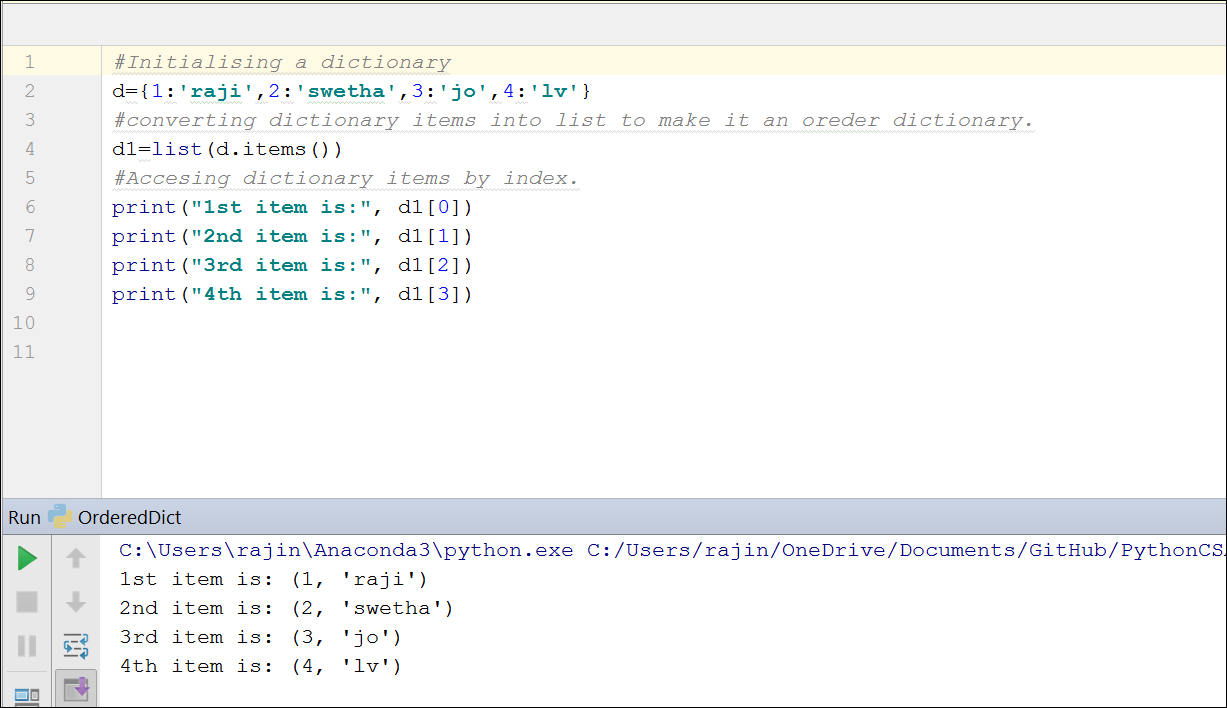 1 #Initialising a dictionary
2 d={1:'raji',2:'swetha',3:'jo',4:'lv'}
3 #converting dictionary items into list to make it an oreder dictionary.
4 d1=list(d.items())
5 #Accesing dictionary items by index.
6 print("1st item is:", d1[0])
7 print("2nd item is:", d1[1])
8 print("3rd item is:", d1[2])
9 print("4th item is:", d1[3])
10
11
Run OrderedDict
C:\Users\rajin\Anaconda3\python.exe C:/Users/rajin/OneDrive/Documents/GitHub/PythonCS
1st item is: (1, 'raji')
2nd item is: (2, 'swetha')
3rd item is: (3, 'jo')
4th item is: (4, 'lv')